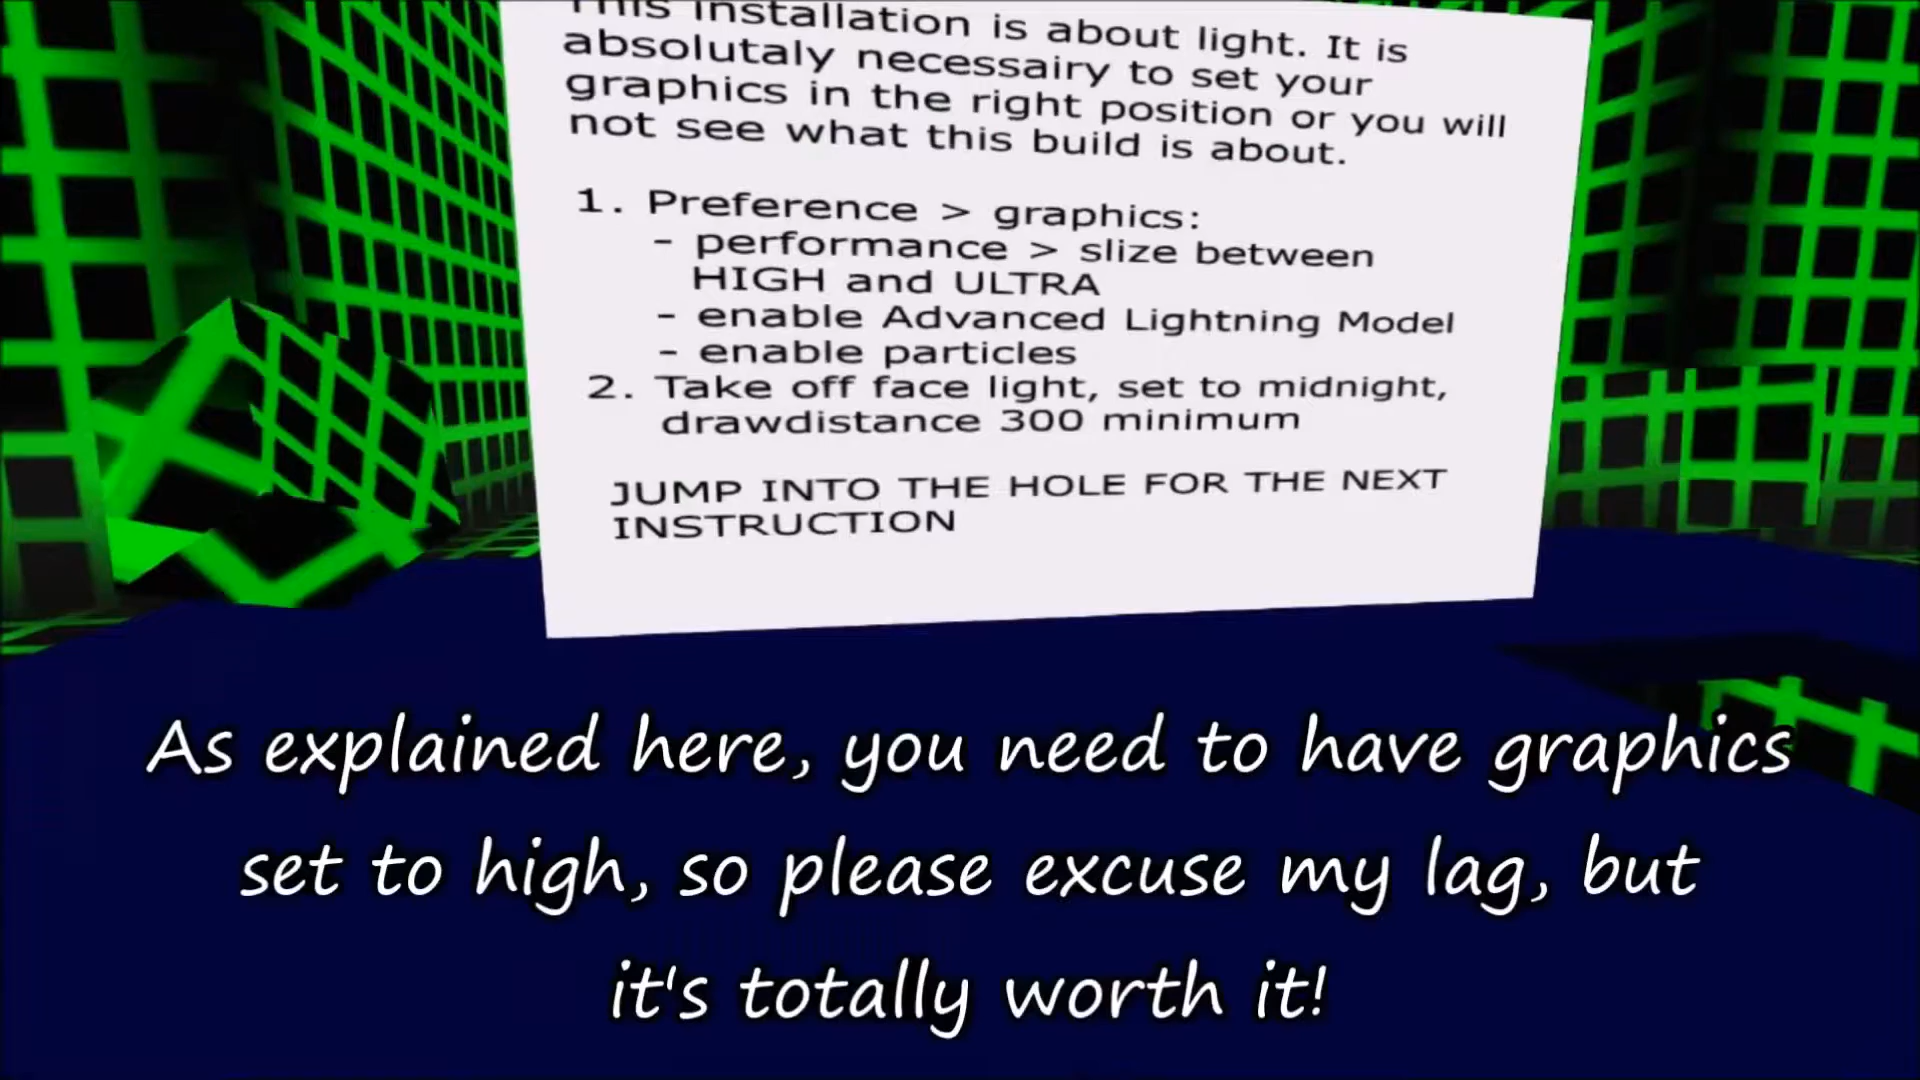 This installation is about light. It is
absolutaly necessairy to set your
graphics in the right position or you will
not see what this build is about.
1. Preference > graphics:
- performance > slize between
HIGH and ULTRA
- enable Advanced Lightning Model
- enable particles
2. Take off face light, set to midnight,
drawdistance 300 minimum
JUMP INTO THE HOLE FOR THE NEXT
INSTRUCTION
As explained here, you need to have graphics
set to high, so please excuse my lag, but
it's totally worth it!